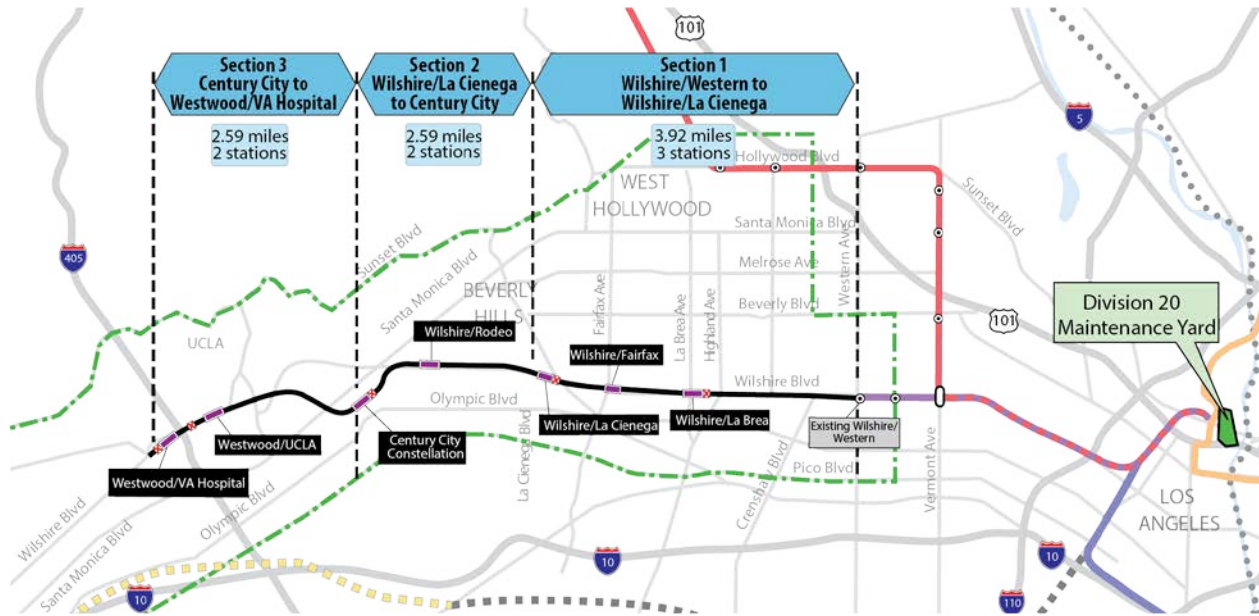 Section 3
Century City to
Westwood/VA Hospital
2.59 miles
2 stations
Section 2
Wilshire/La Cienega
to Century City
2.59 miles
2 stations
Section 1
Wilshire/Western to
Wilshire/La Cienega
3.92 miles
3 stations
101
5
Hollywood Blvd
WEST
HOLLYWOOD
Sunset Blvd
Santa Monica Blvd
Western Ave
405
Sunset Blvd
Santa Monica Blvd
Melrose Ave
BEVERLY
HILLS
Fairfax Ave
La Brea Ave
Highland Ave
Beverly Blvd
101
Division 20
Maintenance Yard
UCLA
Wilshire/Rodeo
Wilshire/Fairfax
Wilshire Blvd
Olympic Blvd
Westwood/UCLA
Century City
Constellation
La Cienega Blvd
Wilshire/La Cienega
Wilshire/La Brea
Existing Wilshire/
Western
Vermont Ave
Westwood/VA Hospital
Crenshaw Blvd
Pico Blvd
LOS
ANGELES
Wilshire Blvd
Santa Monica Blvd
Olympic Blvd
10
10
10
110